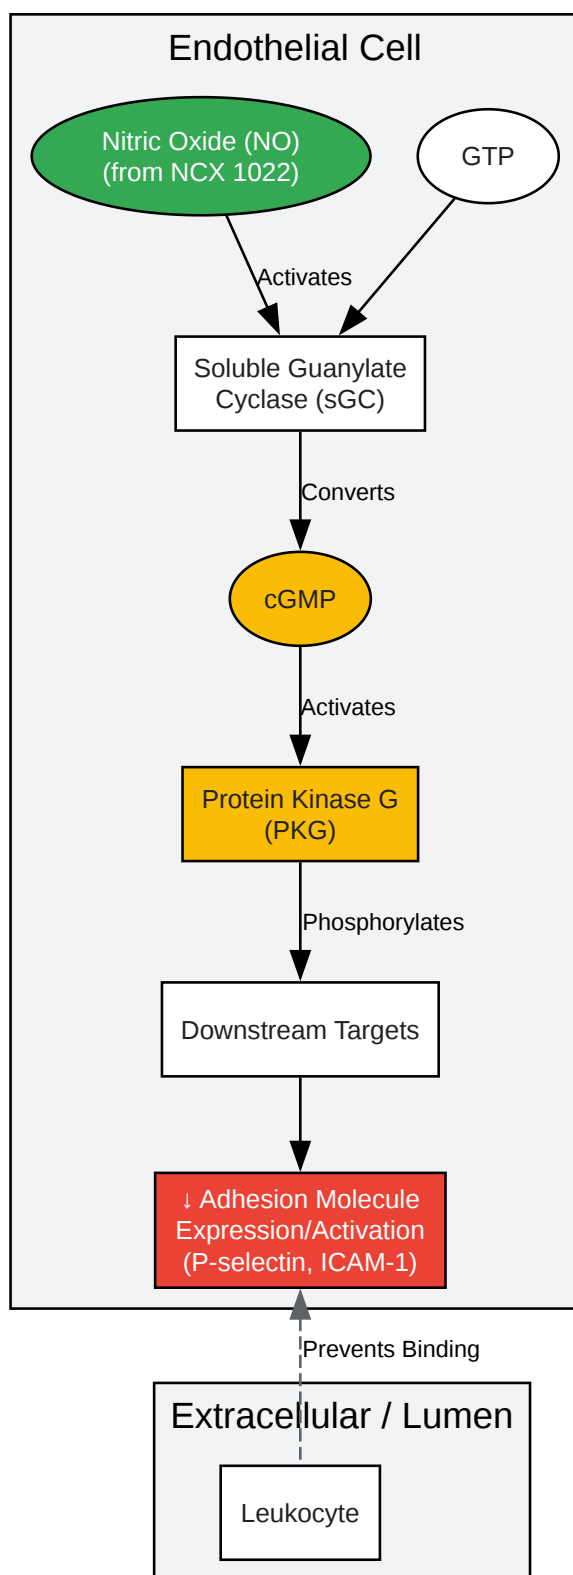 Endothelial Cell
Nitric Oxide (NO)
(from NCX 1022)
GTP
Activates
Soluble Guanylate
Cyclase (sGC)
Converts
cGMP
Activates
Protein Kinase G
(PKG)
Phosphorylates
Downstream Targets
↓ Adhesion Molecule
Expression/Activation
(P-selectin, ICAM-1)
Prevents Binding
Extracellular / Lumen
Leukocyte